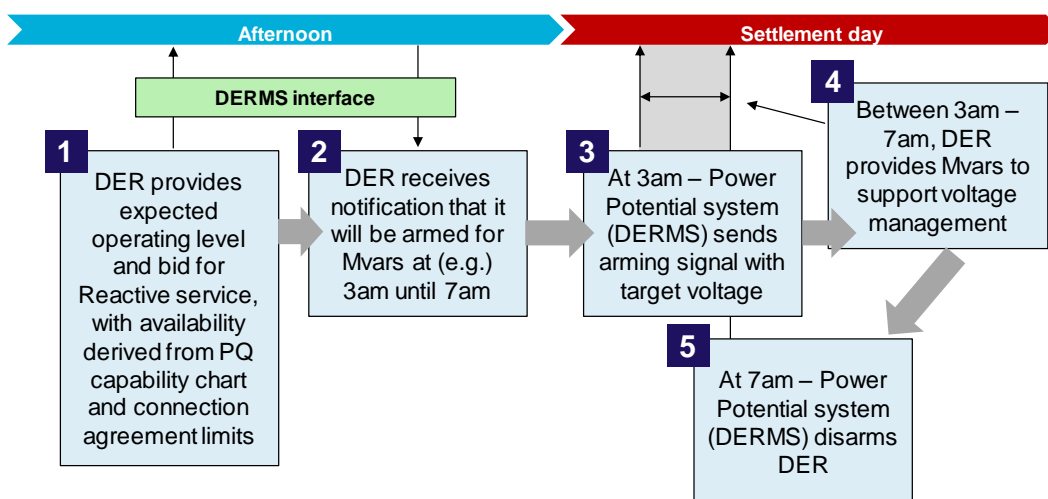 Afternoon
Settlement day
DERMS interface
1
DER provides
expected
operating level
and bid for
Reactive service,
with availability
derived from PQ
capability chart
and connection
agreement limits
2
DER receives
notification that it
will be armed for
Mvars at (e.g.)
3am until 7am
3
At 3am – Power
Potential system
(DERMS) sends
arming signal with
target voltage
4
Between 3am –
7am, DER
provides Mvars to
support voltage
management
5
At 7am – Power
Potential system
(DERMS) disarms
DER